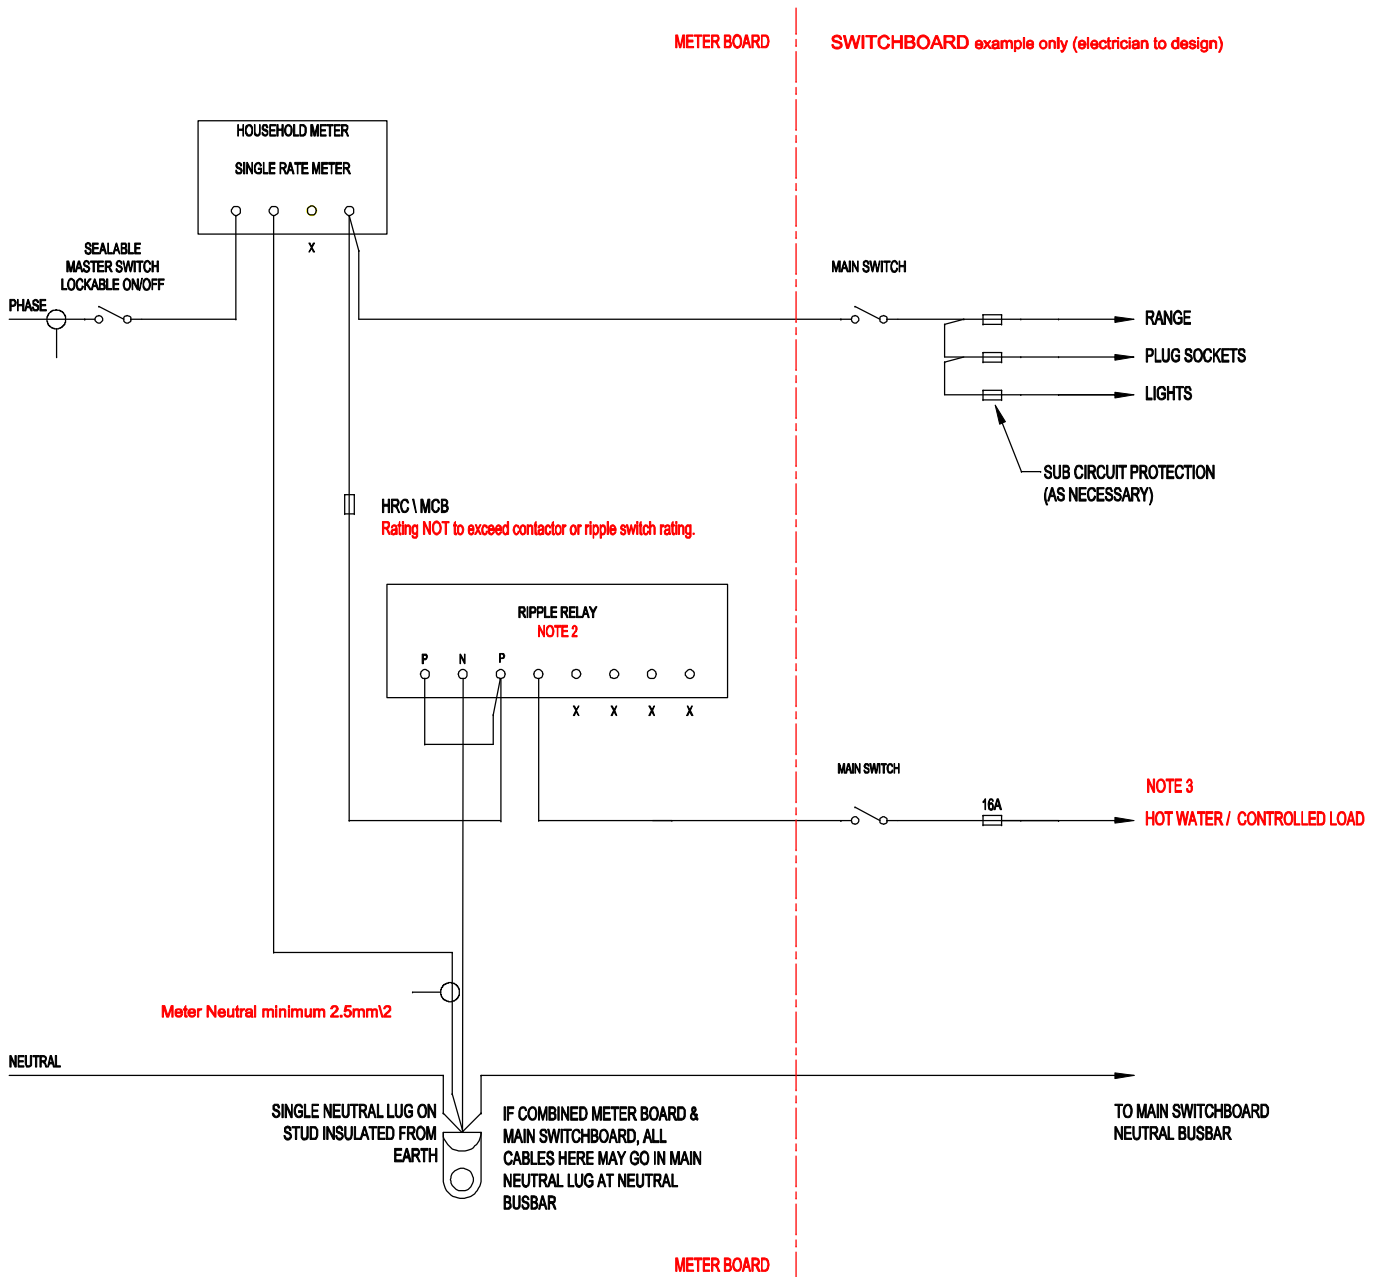 METER BOARD
SWITCHBOARD example only (electrician to design)
HOUSEHOLD METER
SINGLE RATE METER
X
SEALABLE
MASTER SWITCH
LOCKABLE ON/OFF
PHASE
MAIN SWITCH
RANGE
PLUG SOCKETS
LIGHTS
SUB CIRCUIT PROTECTION
(AS NECESSARY)
HRC \ MCB
Rating NOT to exceed contactor or ripple switch rating.
RIPPLE RELAY
NOTE 2
P N P
X X X X
MAIN SWITCH
16A
NOTE 3
HOT WATER / CONTROLLED LOAD
Meter Neutral minimum 2.5mm\2
NEUTRAL
SINGLE NEUTRAL LUG ON
STUD INSULATED FROM
EARTH
IF COMBINED METER BOARD &
MAIN SWITCHBOARD, ALL
CABLES HERE MAY GO IN MAIN
NEUTRAL LUG AT NEUTRAL
BUSBAR
TO MAIN SWITCHBOARD
NEUTRAL BUSBAR
METER BOARD